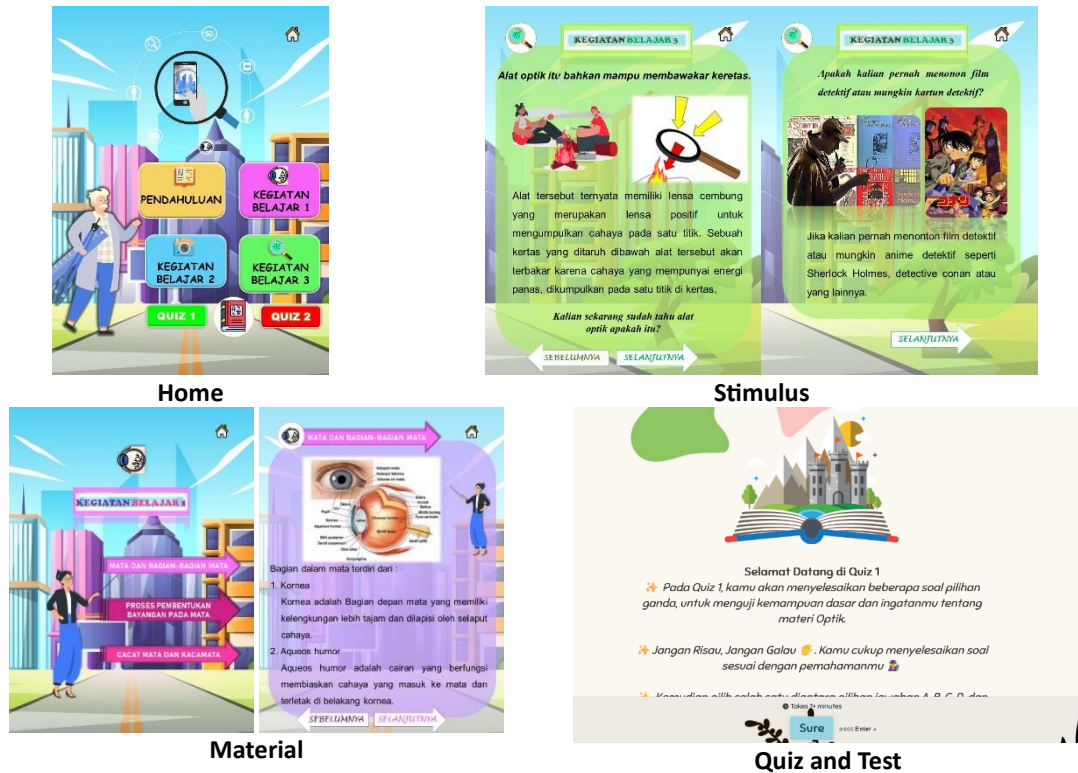 PENDAHULUAN
KEGIATAN
BELAJAR 1
KEGIATAN
BELAJAR 2
KEGIATAN
BELAJAR 3
QUIZ 1
QUIZ 2
Home
KEGIATAN BELAJAR 3
Alat optik itu bahkan mampu membawakar keretas.
Alat tersebut ternyata memiliki lensa cembung
yang merupakan lensa positif untuk
mengumpulkan cahaya pada satu titik. Sebuah
kertas yang ditaruh dibawah alat tersebut akan
terbakar karena cahaya yang mempunyai energi
panas, dikumpulkan pada satu titik di kertas.
Kalian sekarang sudah tahu alat
optik apakah itu?
SEBELUMNYA
SELANJUTNYA
KEGIATAN BELAJAR 3
Apakah kalian pernah menonon film
detektif atau mungkin kartun detektif?
Jika kalian pernah menonton film detektif
atau mungkin anime detektif seperti
Sherlock Holmes, detective conan atau
yang lainnya.
SELANJUTNYA
Stimulus
KEGIATAN BELAJAR 1
MATA DAN BAGIAN-BAGIAN MATA
PROSES PEMBENTUKAN
BAYANGAN PADA MATA
CACAT MATA DAN KACAMATA
MATA DAN BAGIAN-BAGIAN MATA
Bagian dalam mata terdiri dari :
1. Kornea
Kornea adalah Bagian depan mata yang memiliki
kelengkungan lebih tajam dan dilapisi oleh selaput
cahaya.
2. Aqueos humor
Aqueos humor adalah cairan yang berfungsi
membiaskan cahaya yang masuk ke mata dan
terletak di belakang kornea.
SEBELUMNYA
SELANJUTNYA
Material
Selamat Datang di Quiz 1
✨ Pada Quiz 1, kamu akan menyelesaikan beberapa soal pilihan
ganda, untuk menguji kemampuan dasar dan ingatanmu tentang
materi Optik.
✨ Jangan Risau, Jangan Galau 🖐. Kamu cukup menyelesaikan soal
sesuai dengan pemahamanmu
Takes 7+ minutes
Sure
press Enter
Quiz and Test